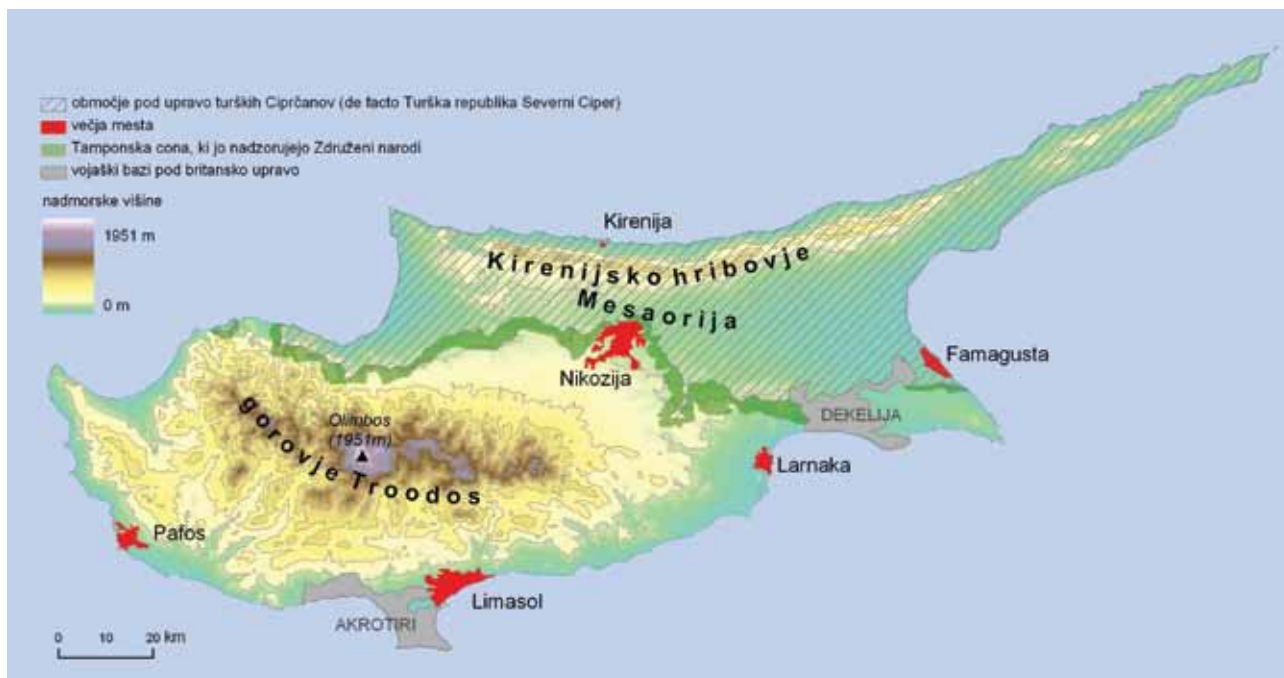 območje pod upravo turških Ciprčanov (de facto Turška republika Severni Ciper)
večja mesta
Tamponska cona, ki jo nadzorujejo Združeni narodi
vojaški bazi pod britansko upravo
nadmorske višine
1951 m
0 m
Kirenija
Kirenijsko hribovje
Mesaorija
Nikozija
Famagusta
DEKELIJA
Larnaka
gorovje Troodos
Olimbos
(1951m)
Pafos
Limasol
AKROTIRI
0 10 20 km